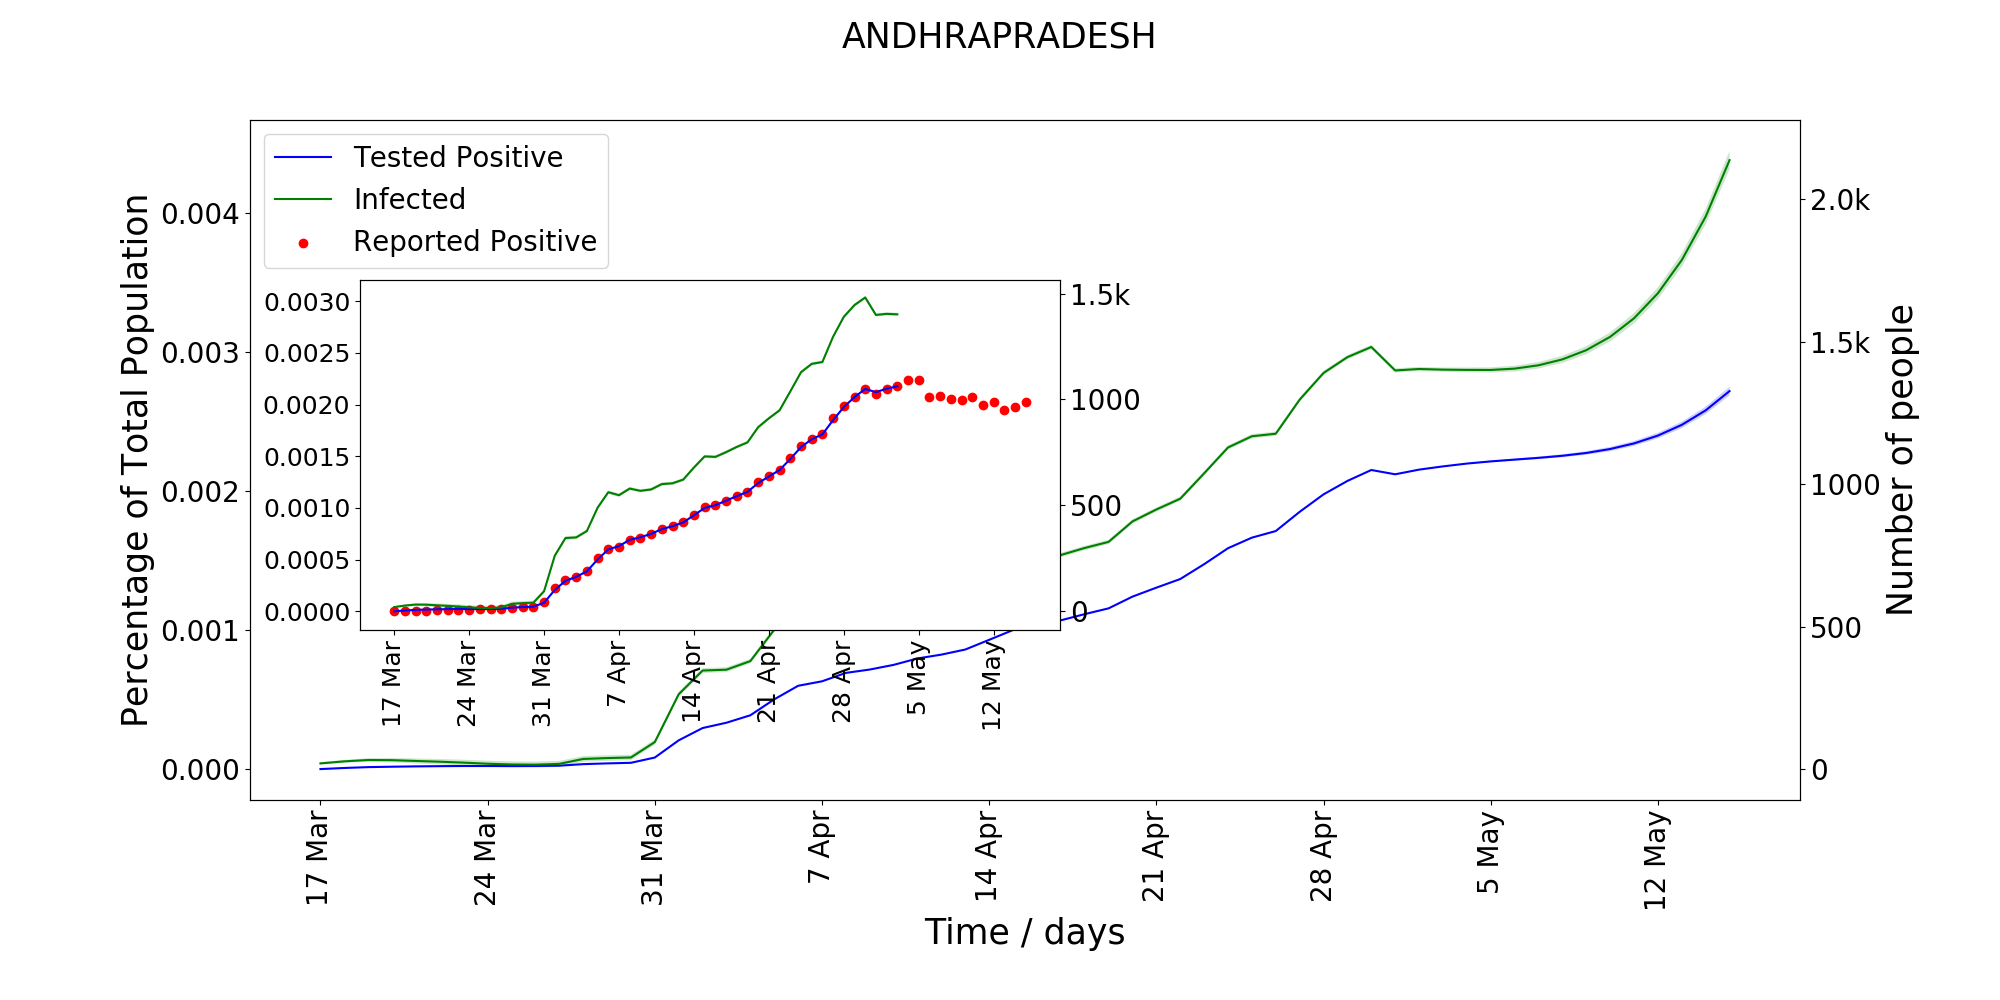 ANDHRAPRADESH
Tested Positive
Infected
Reported Positive
Percentage of Total Population
0.004
0.003
0.002
0.001
0.000
2.0k
1.5k
1000
500
0
Number of people
0.0030
0.0025
0.0020
0.0015
0.0010
0.0005
0.0000
1.5k
1000
500
0
17 Mar
24 Mar
31 Mar
7 Apr
14 Apr
21 Apr
28 Apr
5 May
12 May
17 Mar
24 Mar
31 Mar
7 Apr
14 Apr
21 Apr
28 Apr
5 May
12 May
Time / days